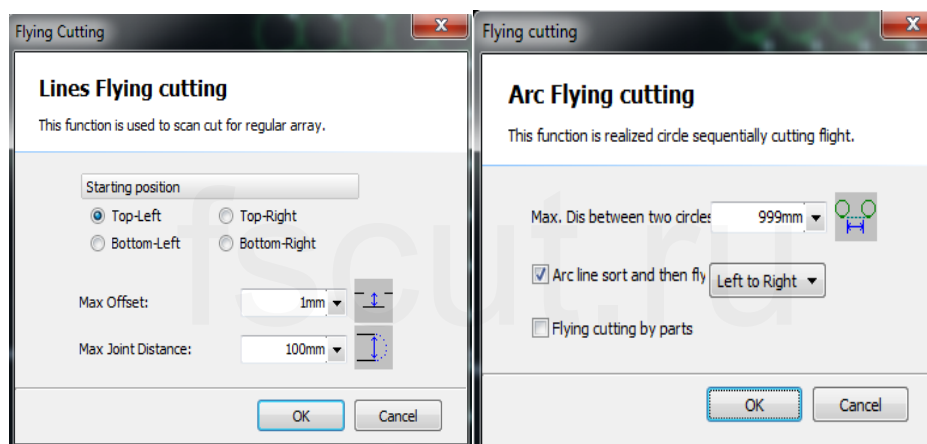 Flying Cutting
Lines Flying cutting
This function is used to scan cut for regular array.
Starting position
Top-Left
Top-Right
Bottom-Left
Bottom-Right
Max Offset:
1mm
Max Joint Distance:
100mm
OK
Cancel
Flying cutting
Arc Flying cutting
This function is realized circle sequentially cutting flight.
Max. Dis between two circles
999mm
Arc line sort and then fly
Left to Right
Flying cutting by parts
OK
Cancel
fscut.ru